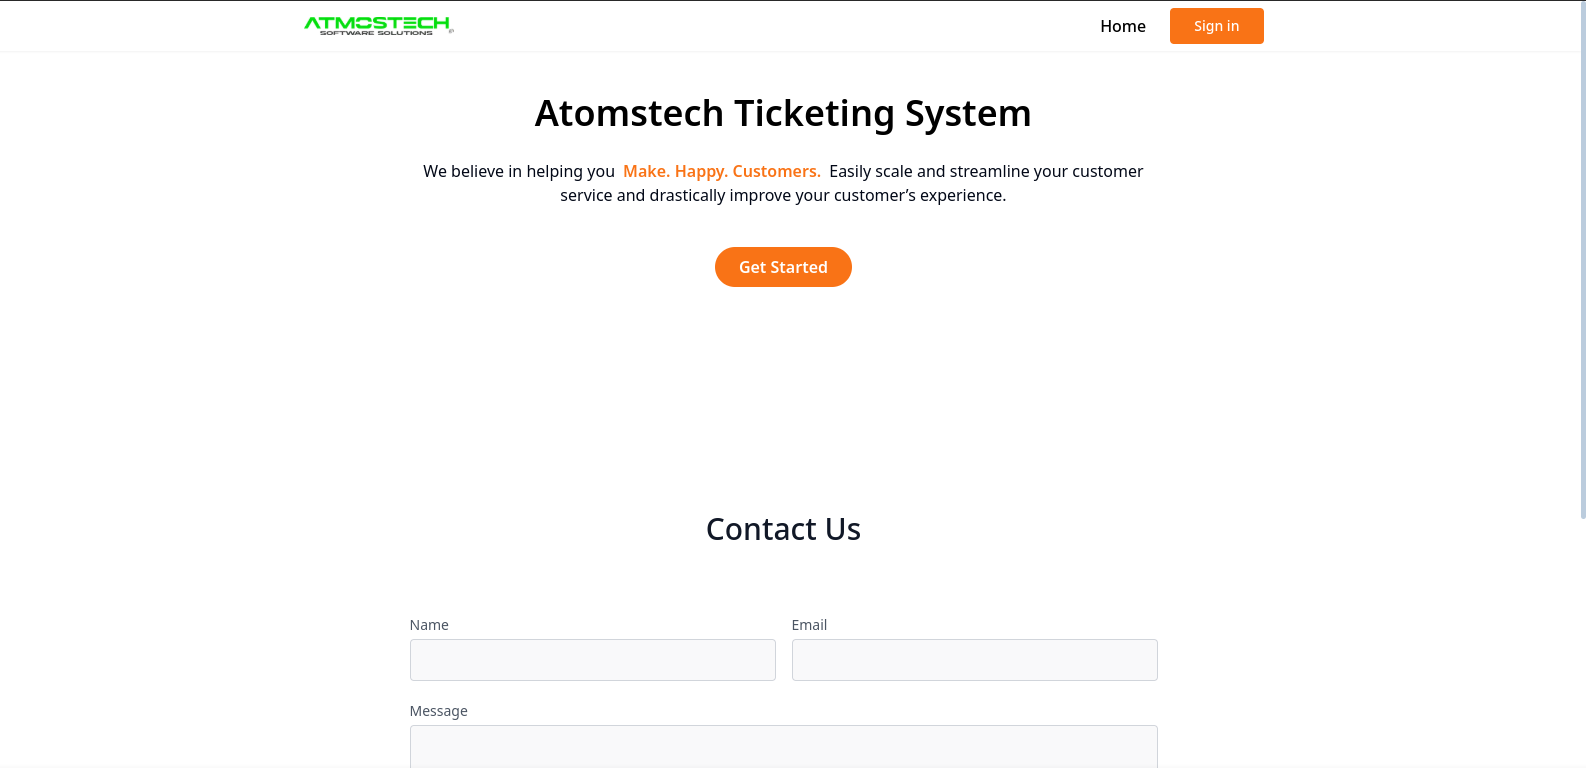 ATMOSTECH
SOFTWARE SOLUTIONS
Home
Sign in
Atomstech Ticketing System
We believe in helping you Make. Happy. Customers. Easily scale and streamline your customer
service and drastically improve your customer’s experience.
Get Started
Contact Us
Name
Email
Message